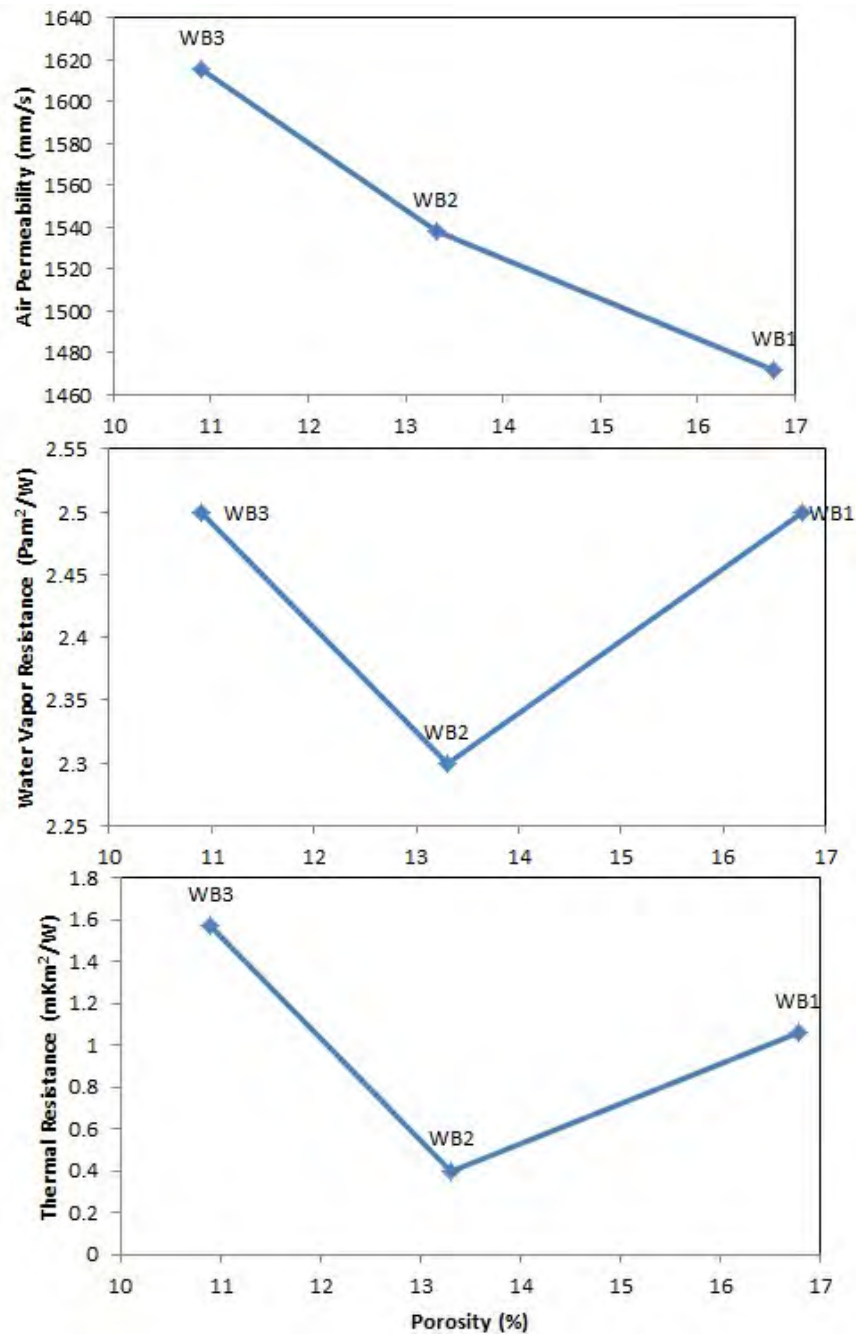 Air Permeability (mm/s)
1640
1620
1600
1580
1560
1540
1520
1500
1480
1460
WB3
WB2
WB1
10 11 12 13 14 15 16 17
Water Vapor Resistance (Pam²/W)
2.55
2.5
2.45
2.4
2.35
2.3
2.25
WB3
WB2
WB1
10 11 12 13 14 15 16 17
Thermal Resistance (mKm²/W)
1.8
1.6
1.4
1.2
1
0.8
0.6
0.4
0.2
0
WB3
WB2
WB1
10 11 12 13 14 15 16 17
Porosity (%)